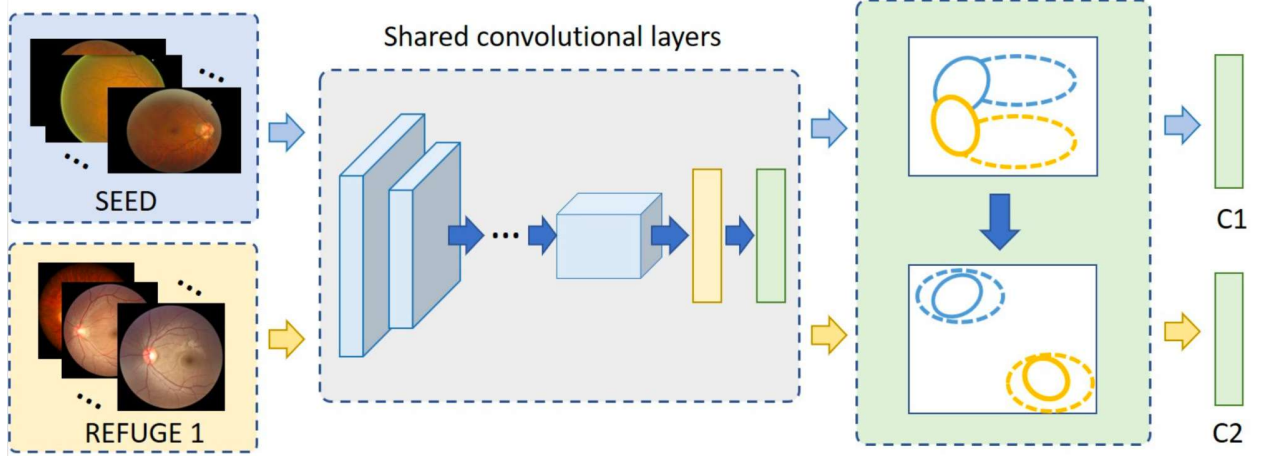 Shared convolutional layers
SEED
REFUGE 1
C1
C2